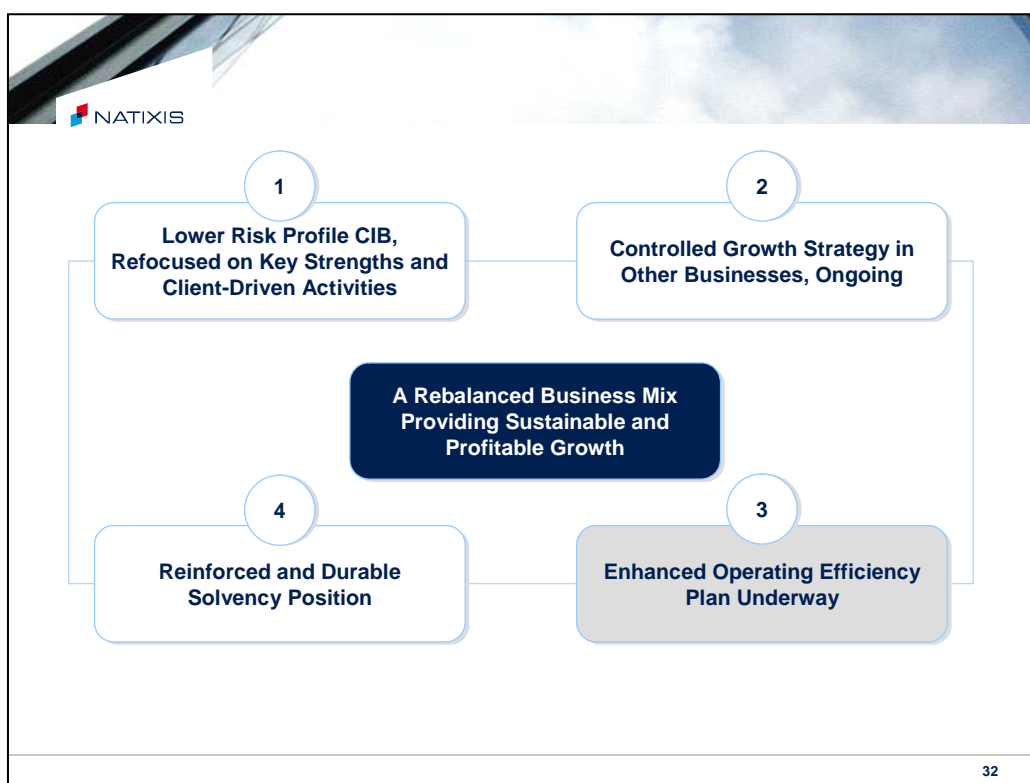 NATIXIS
1
Lower Risk Profile CIB,
Refocused on Key Strengths and
Client-Driven Activities
2
Controlled Growth Strategy in
Other Businesses, Ongoing
A Rebalanced Business Mix
Providing Sustainable and
Profitable Growth
4
Reinforced and Durable
Solvency Position
3
Enhanced Operating Efficiency
Plan Underway
32